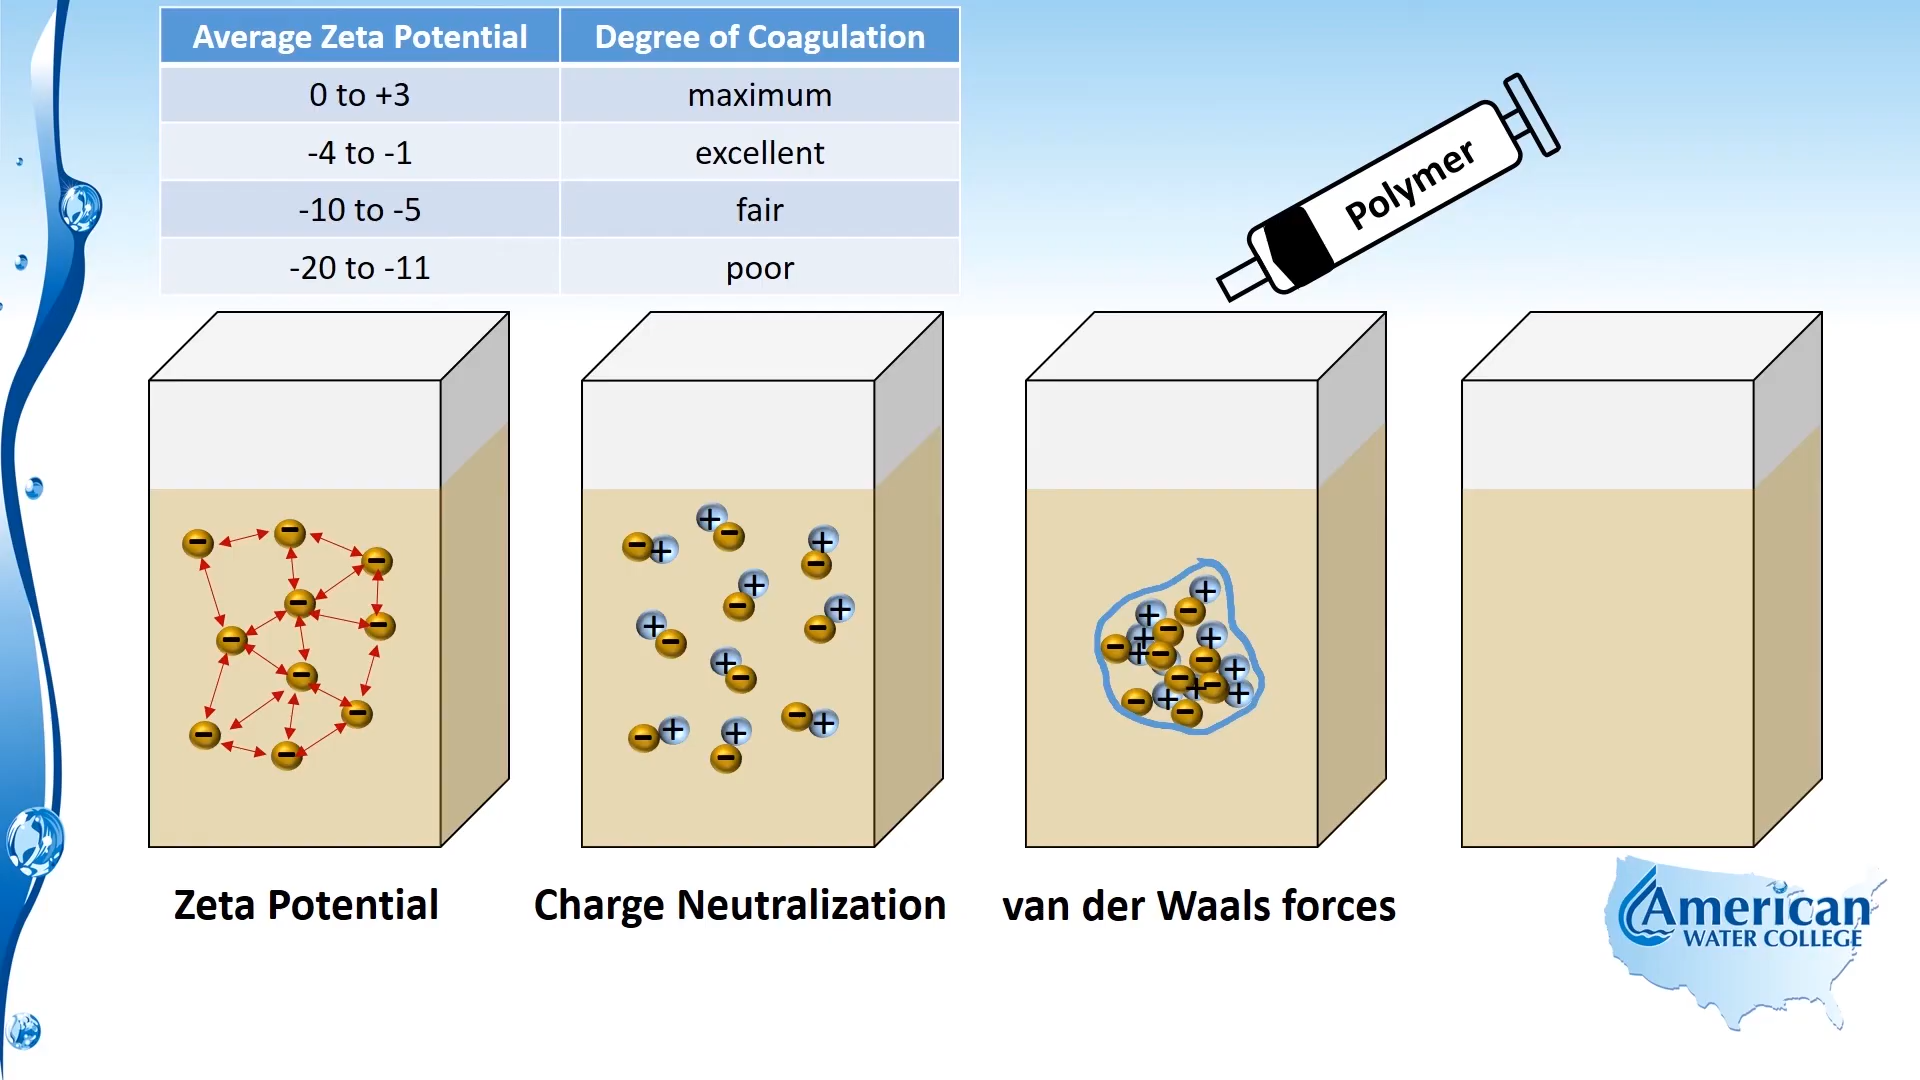 Average Zeta Potential Degree of Coagulation
0 to +3 maximum
-4 to -1 excellent
-10 to -5 fair
-20 to -11 poor
Polymer
Zeta Potential
Charge Neutralization
van der Waals forces
American
WATER COLLEGE